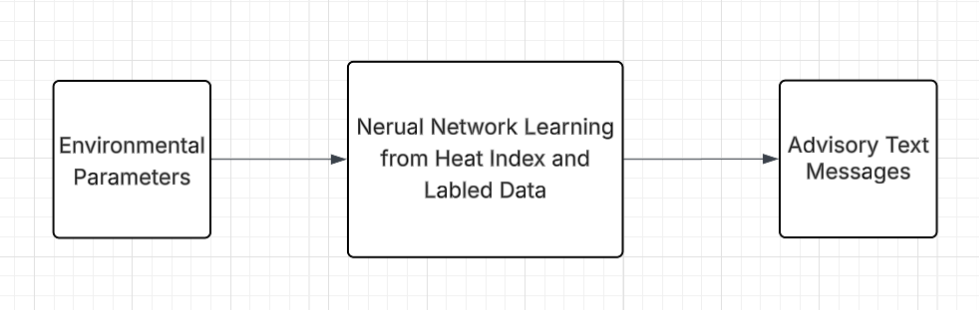 Environmental
Parameters
Nerual Network Learning
from Heat Index and
Labled Data
Advisory Text
Messages